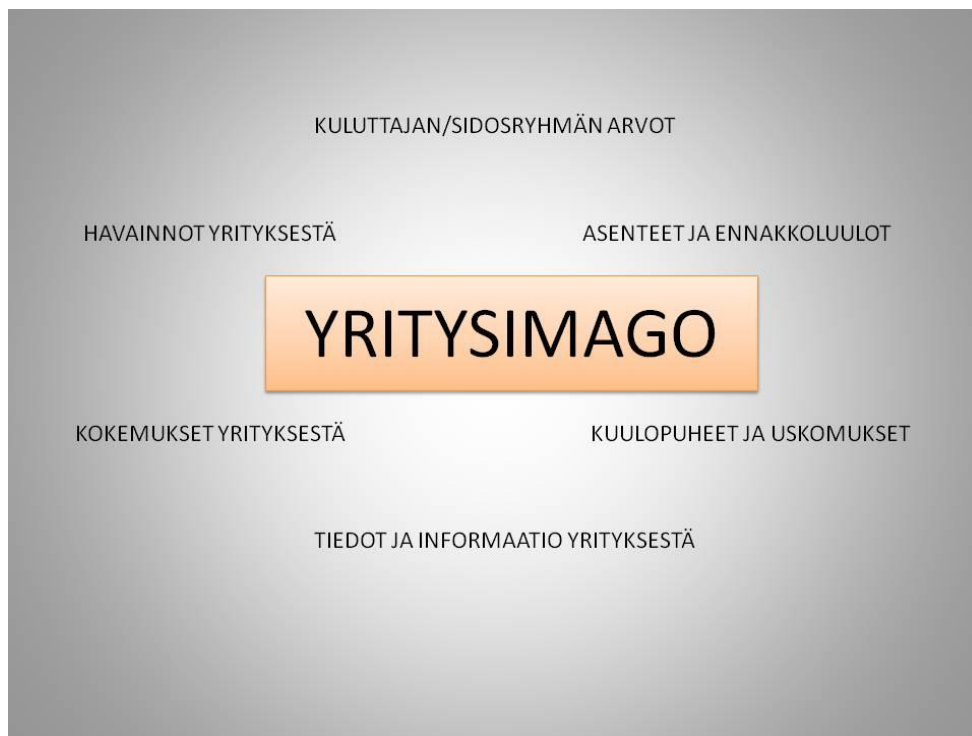 KULUTTAJAN/SIDOSRYHMÄN ARVOT
HAVAINNOT YRITYKSESTÄ
ASENTEET JA ENNAKKOLUULOT
YRITYSIMAGO
KOKEMUKSET YRITYKSESTÄ
KUULOPUHEET JA USKOMUKSET
TIEDOT JA INFORMAATIO YRITYKSESTÄ